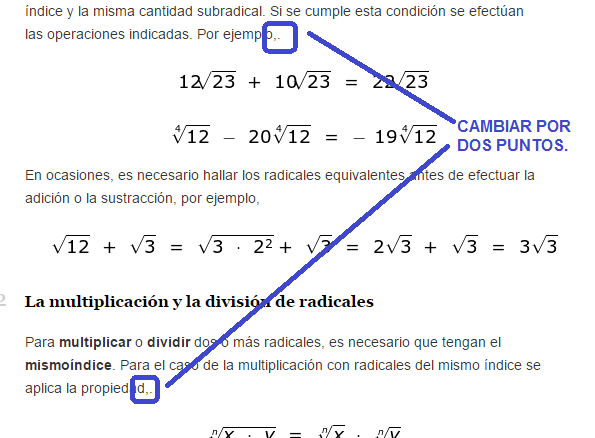 índice y la misma cantidad subradical. Si se cumple esta condición se efectúan
las operaciones indicadas. Por ejemplo,.
12√23 + 10√23 = 22√23
∜12 − 20∜12 = − 19∜12
CAMBIAR POR
DOS PUNTOS.
En ocasiones, es necesario hallar los radicales equivalentes antes de efectuar la
adición o la sustracción, por ejemplo,
√12 + √3 = √3 · 2² + √3 = 2√3 + √3 = 3√3
2 La multiplicación y la división de radicales
Para multiplicar o dividir dos o más radicales, es necesario que tengan el
mismoíndice. Para el caso de la multiplicación con radicales del mismo índice se
aplica la propiedad,.
ⁿ√x · y = ⁿ√x · ⁿ√y